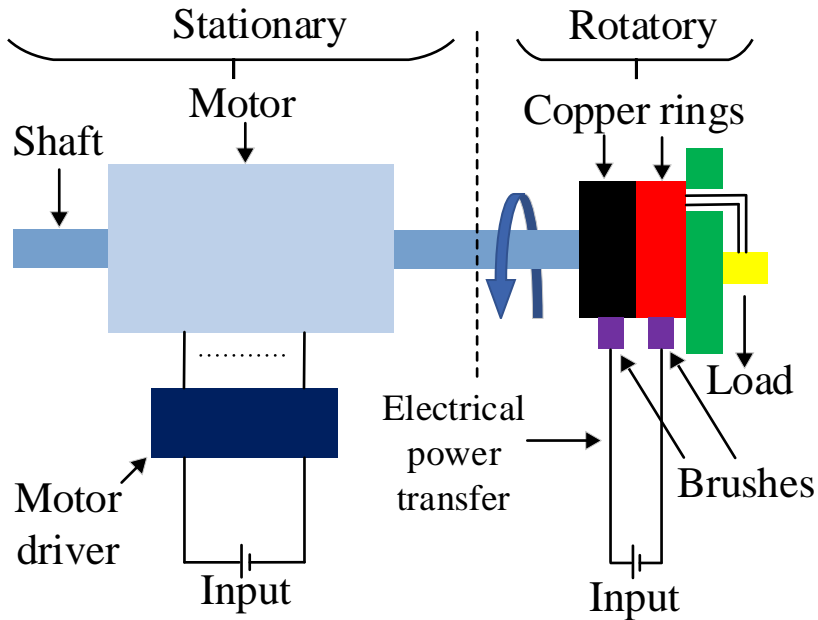 Stationary
Rotatory
Motor
Copper rings
Shaft
Load
Electrical
power
transfer
Brushes
Motor
driver
Input
Input